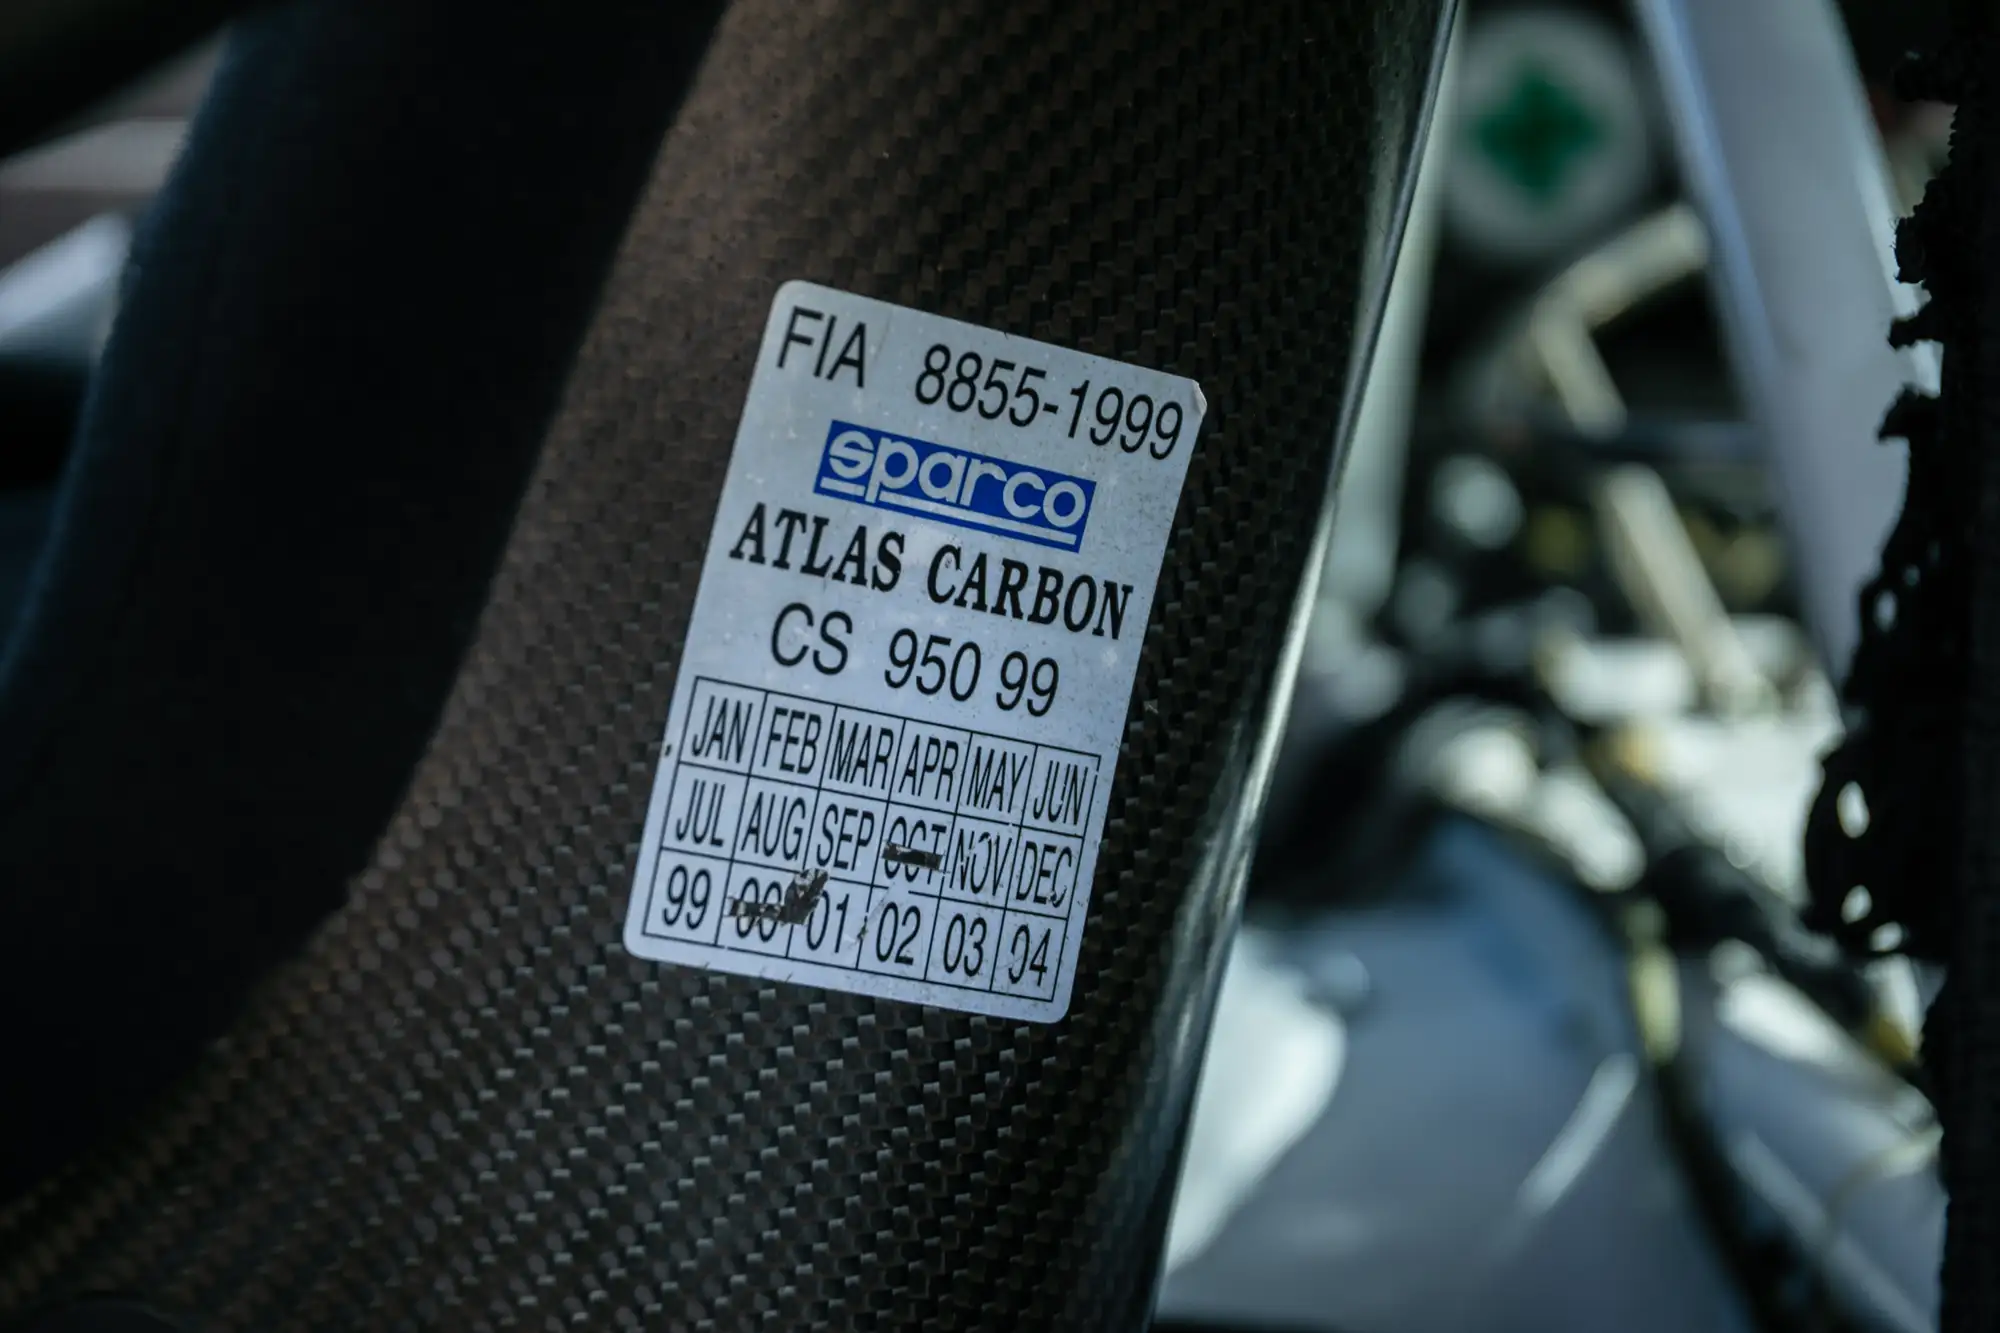 FIA 8855-1999
sparco
ATLAS CARBON
CS 950 99
JAN FEB MAR APR MAY JUN
JUL AUG SEP OCT NOV DEC
99 00 01 02 03 04